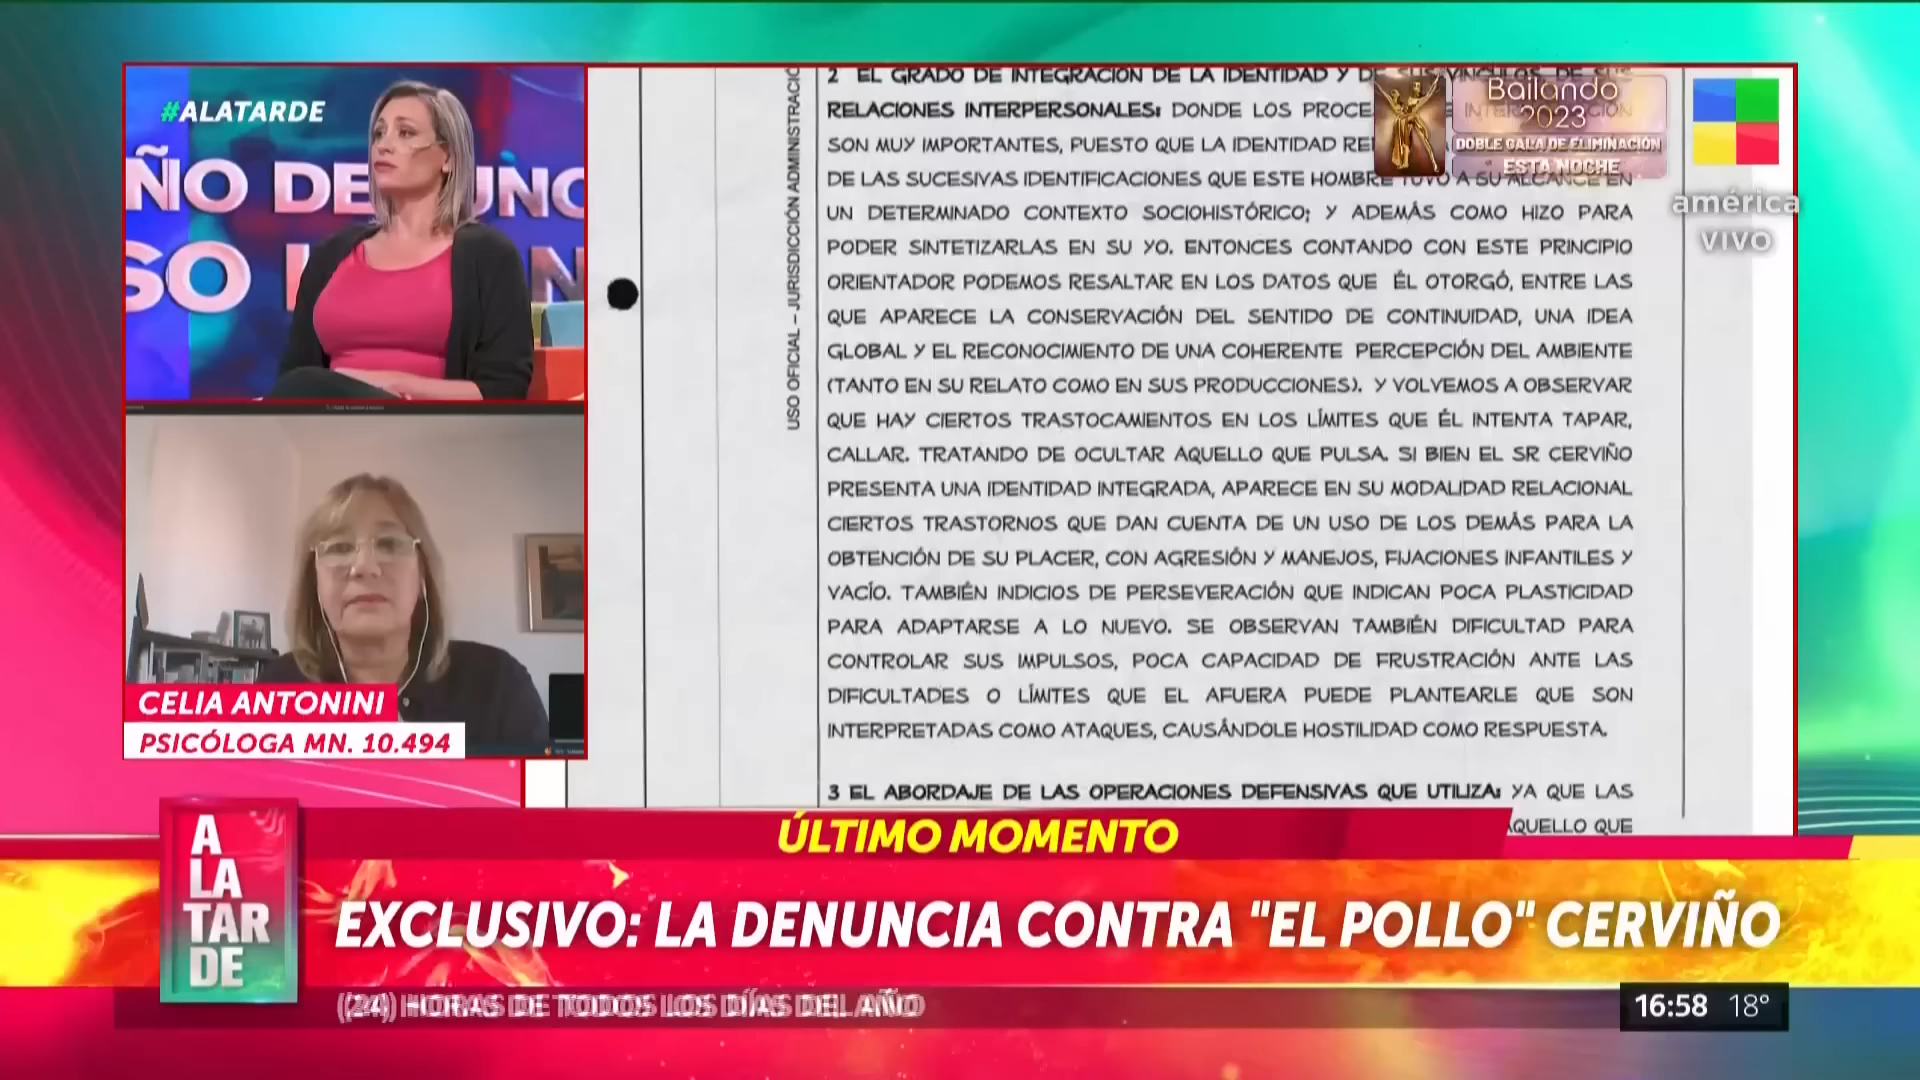 #ALATARDE
ÑO DE UNC
SO N
CELIA ANTONINI
PSICÓLOGA MN. 10.494
USO OFICIAL – JURISDICCIÓN ADMINISTRACIÓ
2 EL GRADO DE INTEGRACIÓN DE LA IDENTIDAD Y DE SUS VÍNCULOS, DE SUS
RELACIONES INTERPERSONALES: DONDE LOS PROCE
SON MUY IMPORTANTES, PUESTO QUE LA IDENTIDAD RE
DE LAS SUCESIVAS IDENTIFICACIONES QUE ESTE HOMBRE TUVO A SU ALCANCE EN
UN DETERMINADO CONTEXTO SOCIOHISTÓRICO; Y ADEMÁS COMO HIZO PARA
PODER SINTETIZARLAS EN SU YO. ENTONCES CONTANDO CON ESTE PRINCIPIO
ORIENTADOR PODEMOS RESALTAR EN LOS DATOS QUE ÉL OTORGÓ, ENTRE LAS
QUE APARECE LA CONSERVACIÓN DEL SENTIDO DE CONTINUIDAD, UNA IDEA
GLOBAL Y EL RECONOCIMIENTO DE UNA COHERENTE PERCEPCIÓN DEL AMBIENTE
(TANTO EN SU RELATO COMO EN SUS PRODUCCIONES). Y VOLVEMOS A OBSERVAR
QUE HAY CIERTOS TRASTOCAMIENTOS EN LOS LÍMITES QUE ÉL INTENTA TAPAR,
CALLAR. TRATANDO DE OCULTAR AQUELLO QUE PULSA. SI BIEN EL SR CERVIÑO
PRESENTA UNA IDENTIDAD INTEGRADA, APARECE EN SU MODALIDAD RELACIONAL
CIERTOS TRASTORNOS QUE DAN CUENTA DE UN USO DE LOS DEMÁS PARA LA
OBTENCIÓN DE SU PLACER, CON AGRESIÓN Y MANEJOS, FIJACIONES INFANTILES Y
VACÍO. TAMBIÉN INDICIOS DE PERSEVERACIÓN QUE INDICAN POCA PLASTICIDAD
PARA ADAPTARSE A LO NUEVO. SE OBSERVAN TAMBIÉN DIFICULTAD PARA
CONTROLAR SUS IMPULSOS, POCA CAPACIDAD DE FRUSTRACIÓN ANTE LAS
DIFICULTADES O LÍMITES QUE EL AFUERA PUEDE PLANTEARLE QUE SON
INTERPRETADAS COMO ATAQUES, CAUSÁNDOLE HOSTILIDAD COMO RESPUESTA.
3 EL ABORDAJE DE LAS OPERACIONES DEFENSIVAS QUE UTILIZA: YA QUE LAS
AQUELLO QUE
Bailando
2023
DOBLE GALA DE ELIMINACIÓN
ESTA NOCHE
américa
VIVO
ÚLTIMO MOMENTO
A
LA
TAR
DE
EXCLUSIVO: LA DENUNCIA CONTRA "EL POLLO" CERVIÑO
(24) HORAS DE TODOS LOS DÍAS DEL AÑO
16:58 18°